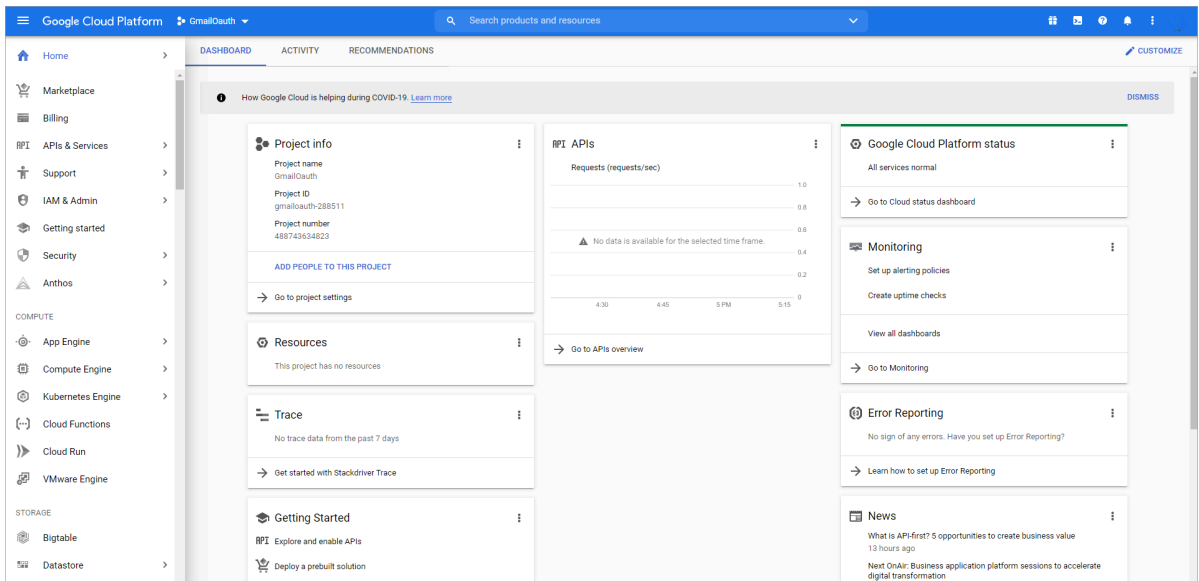 Google Cloud Platform
GmailOauth
Search products and resources
Home
Marketplace
Billing
API APIs & Services
Support
IAM & Admin
Getting started
Security
Anthos
COMPUTE
App Engine
Compute Engine
Kubernetes Engine
Cloud Functions
Cloud Run
VMware Engine
STORAGE
Bigtable
Datastore
DASHBOARD
ACTIVITY
RECOMMENDATIONS
CUSTOMIZE
How Google Cloud is helping during COVID-19. Learn more
DISMISS
Project info
Project name
GmailOauth
Project ID
gmailoauth-288511
Project number
488743634823
ADD PEOPLE TO THIS PROJECT
Go to project settings
Resources
This project has no resources
Trace
No trace data from the past 7 days
Get started with Stackdriver Trace
Getting Started
API Explore and enable APIs
Deploy a prebuilt solution
API APIs
Requests (requests/sec)
1.0
0.8
0.6
No data is available for the selected time frame.
0.4
0.2
0
4:30 4:45 5 PM 5:15
Go to APIs overview
Google Cloud Platform status
All services normal
Go to Cloud status dashboard
Monitoring
Set up alerting policies
Create uptime checks
View all dashboards
Go to Monitoring
Error Reporting
No sign of any errors. Have you set up Error Reporting?
Learn how to set up Error Reporting
News
What is API-first? 5 opportunities to create business value
13 hours ago
Next OnAir: Business application platform sessions to accelerate
digital transformation